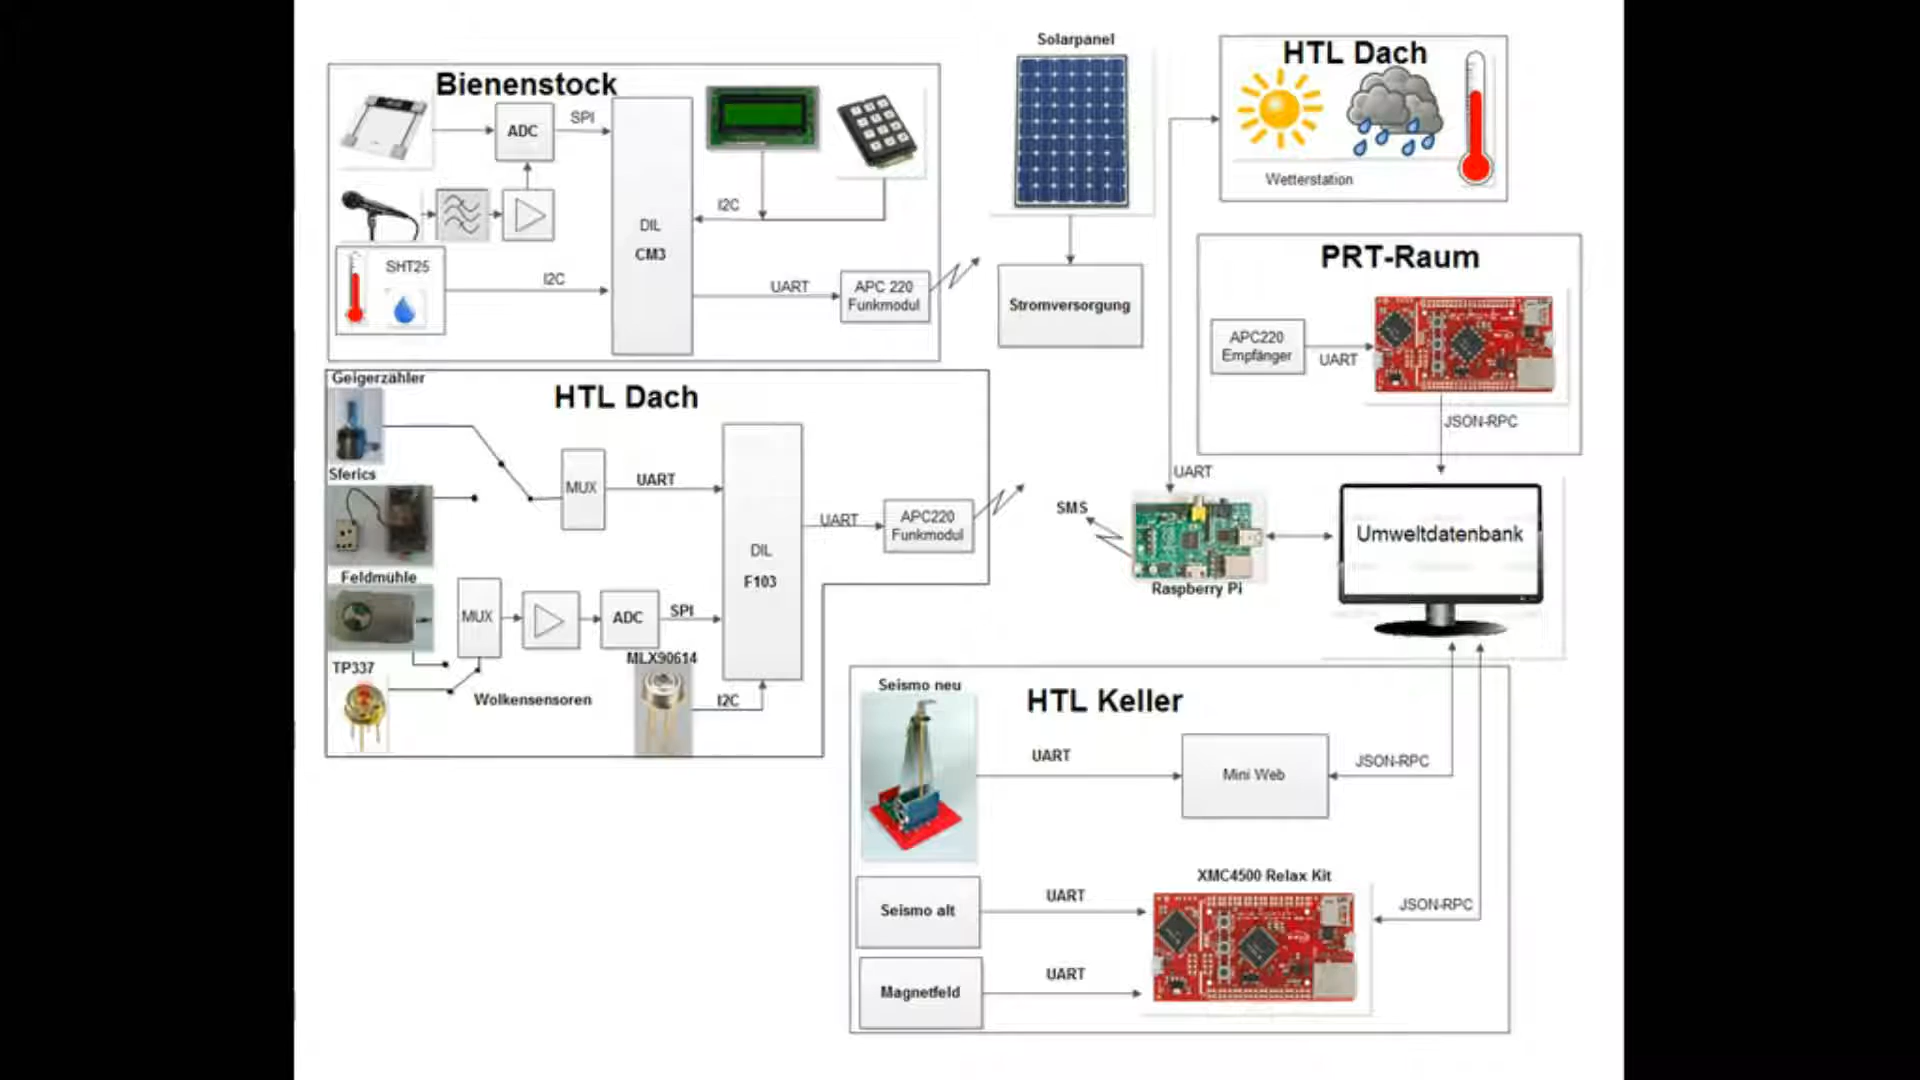 Bienenstock
ADC
SPI
DIL
CM3
I2C
SHT25
I2C
UART
APC 220
Funkmodul
Solarpanel
Stromversorgung
HTL Dach
Wetterstation
PRT-Raum
APC220
Empfänger
UART
JSON-RPC
Geigerzähler
HTL Dach
Sferics
MUX
UART
DIL
F103
UART
APC220
Funkmodul
Feldmühle
MUX
ADC
SPI
TP337
Wolkensensoren
MLX90614
I2C
UART
SMS
Raspberry Pi
Umweltdatenbank
HTL Keller
Seismo neu
UART
Mini Web
JSON-RPC
XMC4500 Relax Kit
Seismo alt
UART
JSON-RPC
Magnetfeld
UART